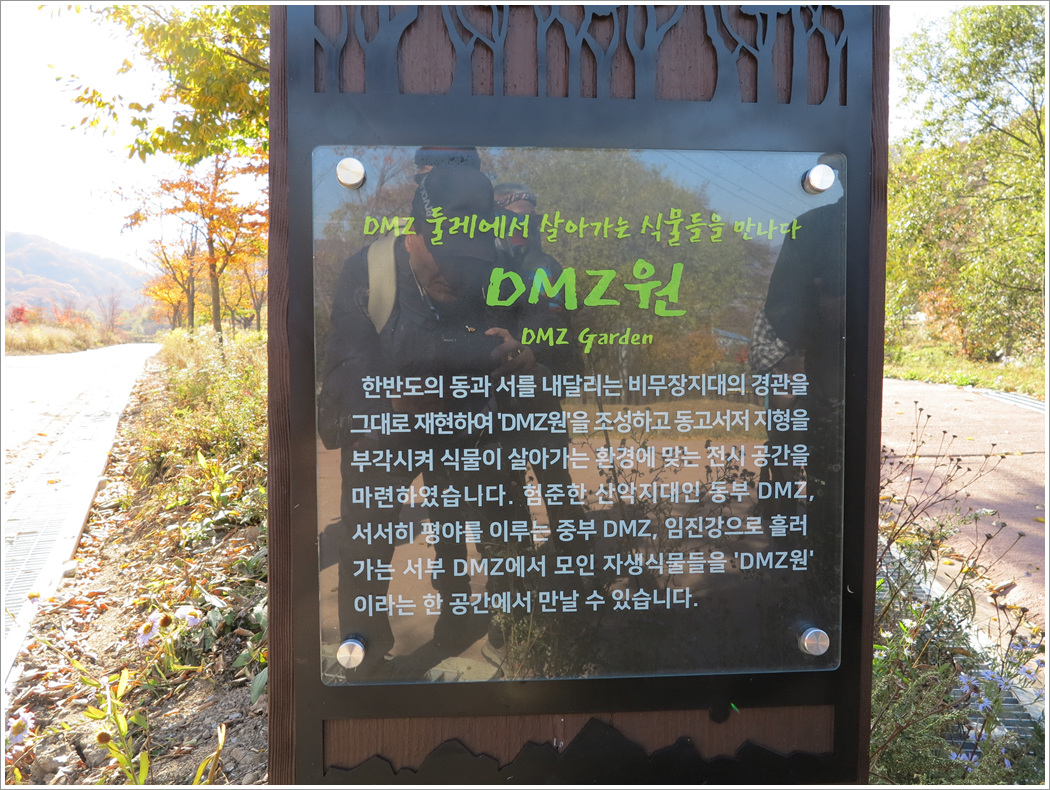 DMZ 둘레에서 살아가는 식물들을 만나다
DMZ원
DMZ Garden
한반도의 동과 서를 내달리는 비무장지대의 경관을
그대로 재현하여 'DMZ원'을 조성하고 동고서저 지형을
부각시켜 식물이 살아가는 환경에 맞는 전시 공간을
마련하였습니다. 험준한 산악지대인 동부 DMZ,
서서히 평야를 이루는 중부 DMZ, 임진강으로 흘러
가는 서부 DMZ에서 모인 자생식물들을 'DMZ원'
이라는 한 공간에서 만날 수 있습니다.